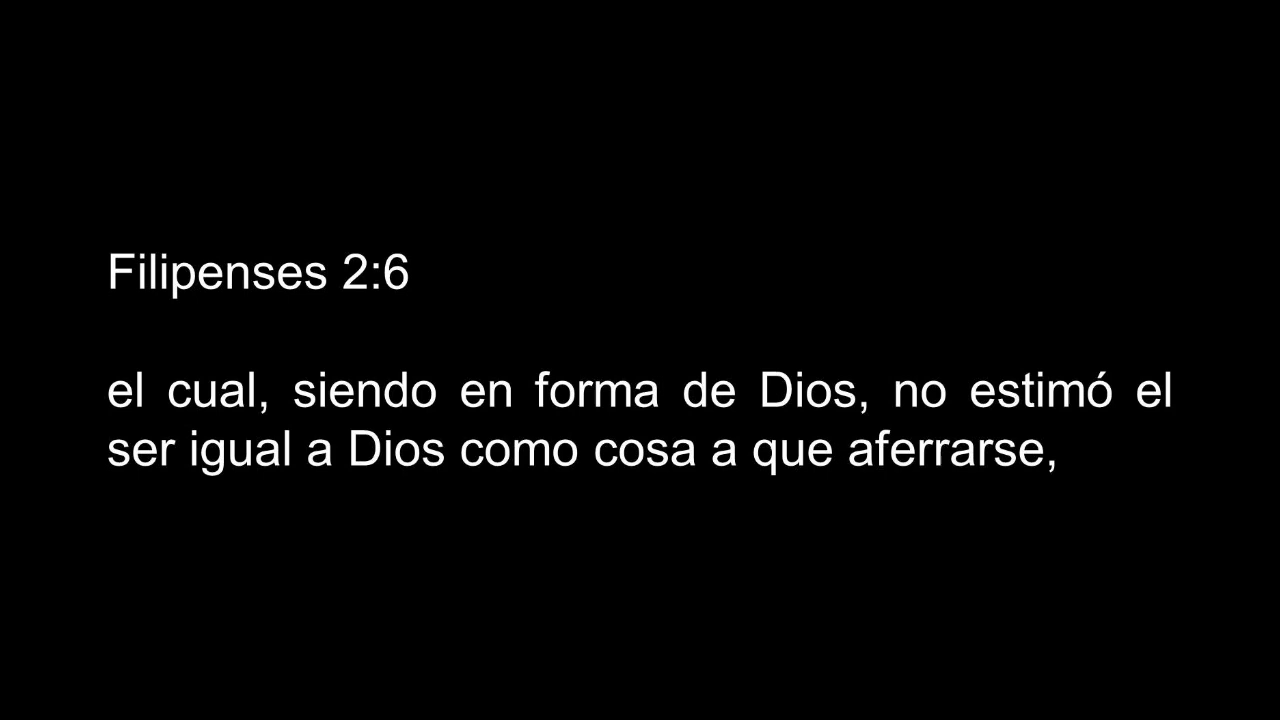 Filipenses 2:6
el cual, siendo en forma de Dios, no estimó el
ser igual a Dios como cosa a que aferrarse,